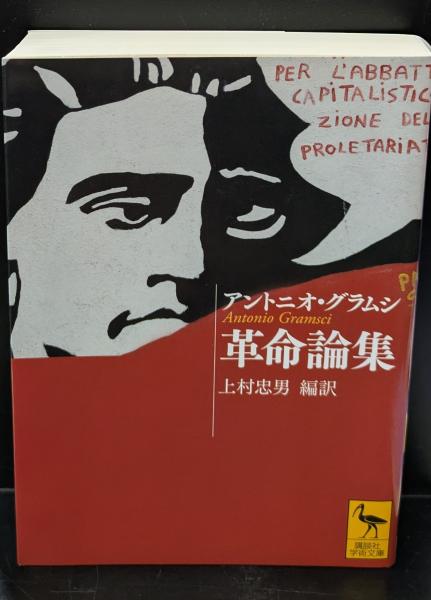 PER L'ABBATT
CAPITALISTIC
ZIONE DEL
PROLETARIAT
アントニオ・グラムシ
Antonio Gramsci
革命論集
上村忠男 編訳
講談社
学術文庫